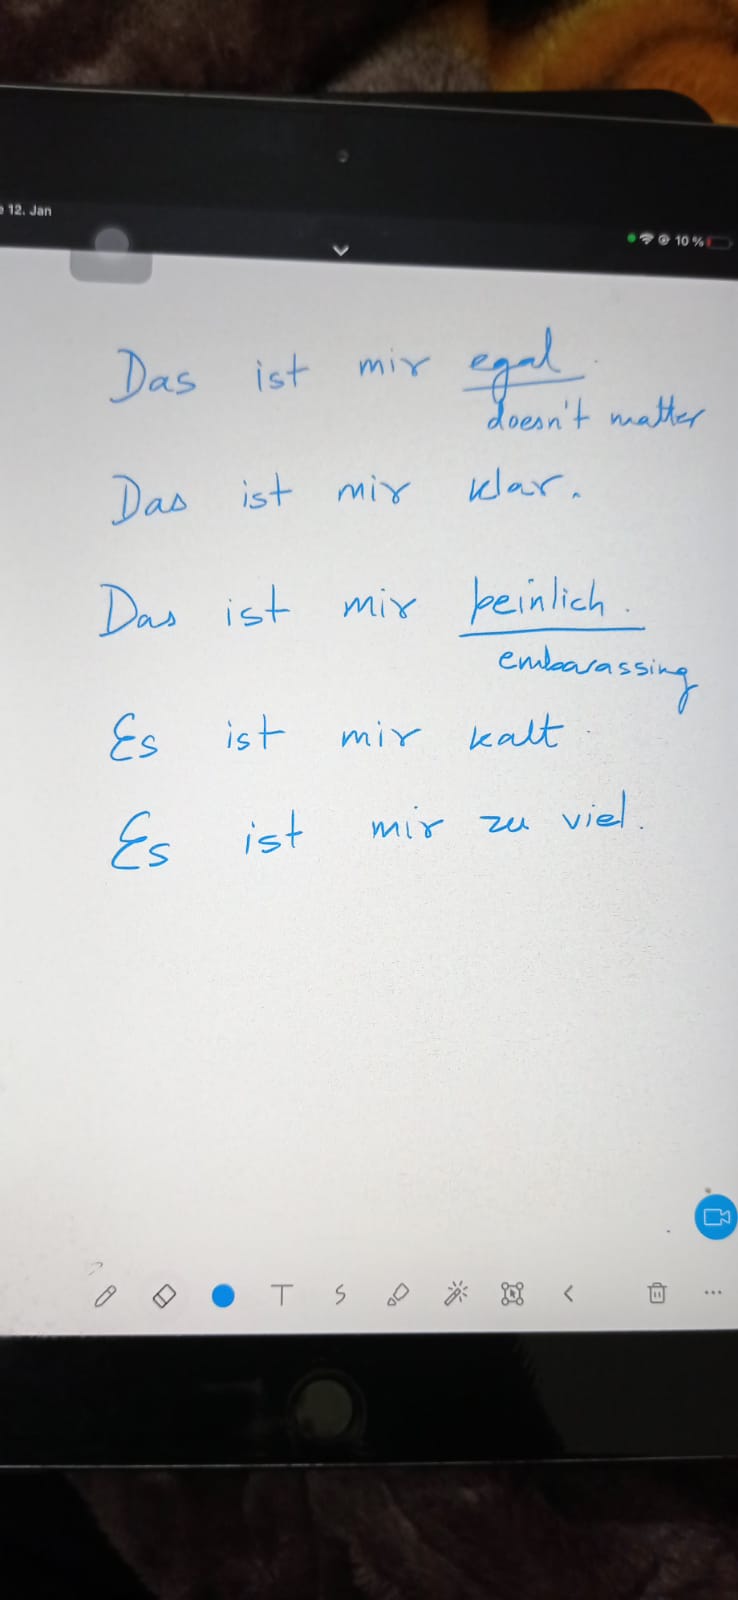 12. Jan
10 %
Das ist mir egal.
doesn't matter
Das ist mir klar.
Das ist mir peinlich.
embarassing
Es ist mir kalt.
Es ist mir zu viel.
T